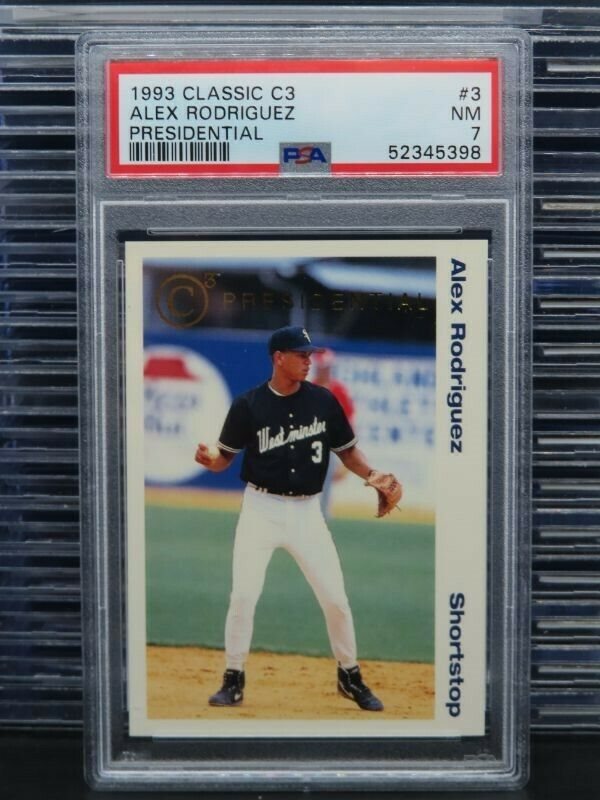 1993 CLASSIC C3 #3
ALEX RODRIGUEZ NM
PRESIDENTIAL 7
PSA 52345398
C3 PRESIDENTIAL
Alex Rodriguez
Shortstop
Westminster
3